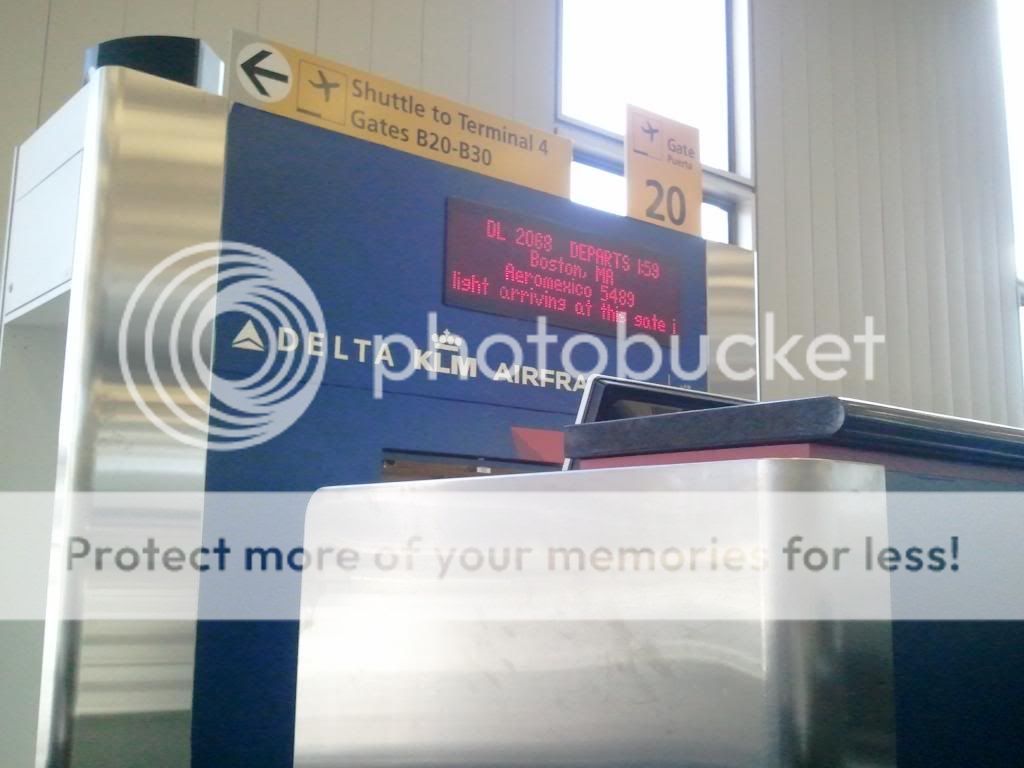 Shuttle to Terminal 4
Gates B20-B30
Gate
Puerta
20
DL 2068 DEPARTS 1:59
Boston, MA
Aeromexico 5489
light arriving at this gate i
DELTA KLM AIRFRA
photobucket
Protect more of your memories for less!